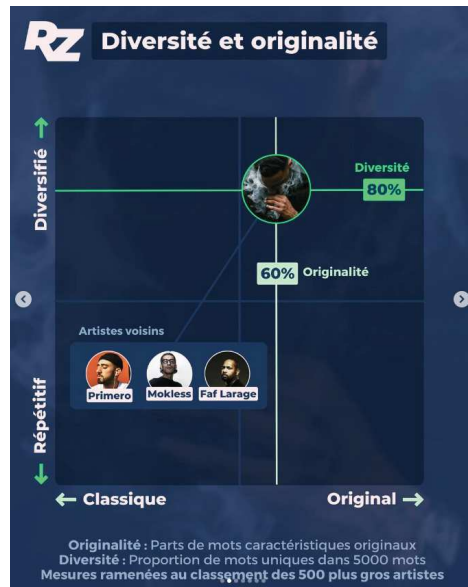 RZ Diversité et originalité
Diversifié
Diversité
80%
60% Originalité
Artistes voisins
Primero Mokless Faf Larage
Répétitif
← Classique Original →
Originalité : Parts de mots caractéristiques originaux
Diversité : Proportion de mots uniques dans 5000 mots
Mesures ramenées au classement des 500 plus gros artistes